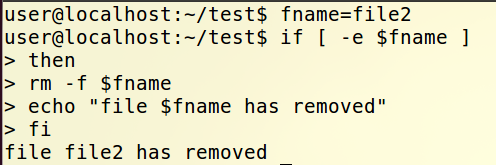 user@localhost:~/test$ fname=file2
user@localhost:~/test$ if [ -e $fname ]
> then
> rm -f $fname
> echo "file $fname has removed"
> fi
file file2 has removed